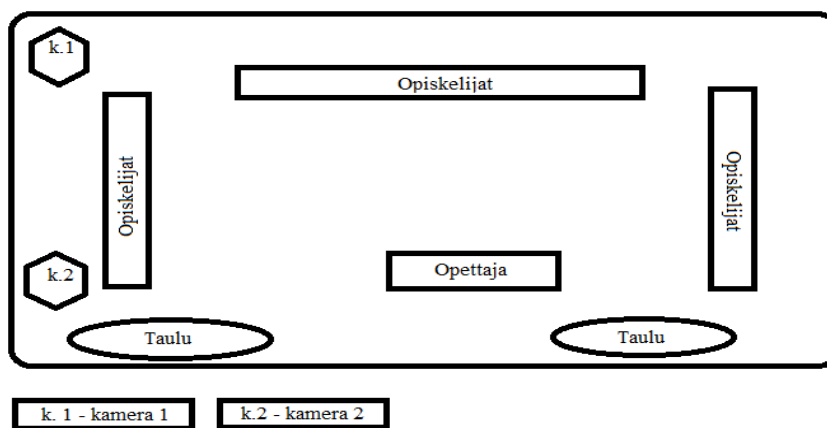 k.1
Opiskelijat
Opiskelijat
Opiskelijat
k.2
Opettaja
Taulu
Taulu
k. 1 - kamera 1
k.2 - kamera 2